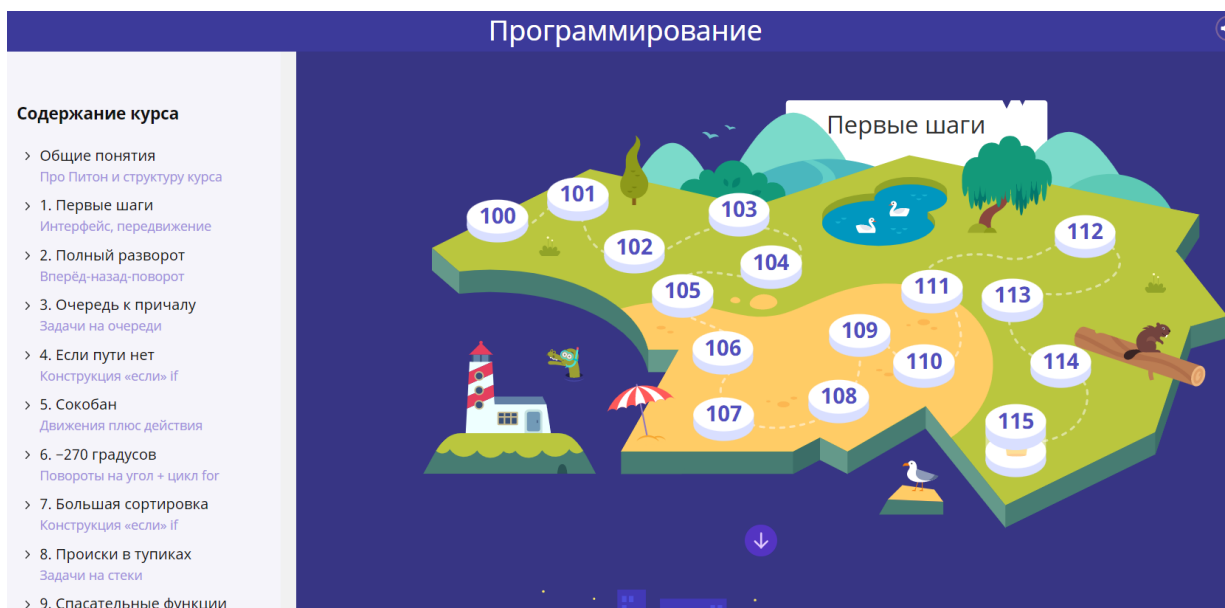 Программирование
Содержание курса
Общие понятия
Про Питон и структуру курса
1. Первые шаги
Интерфейс, передвижение
2. Полный разворот
Вперёд-назад-поворот
3. Очередь к причалу
Задачи на очереди
4. Если пути нет
Конструкция «если» if
5. Сокобан
Движения плюс действия
6. −270 градусов
Повороты на угол + цикл for
7. Большая сортировка
Конструкция «если» if
8. Происки в тупиках
Задачи на стеки
9. Спасательные функции
Первые шаги
100
101
102
103
104
105
106
107
108
109
110
111
112
113
114
115